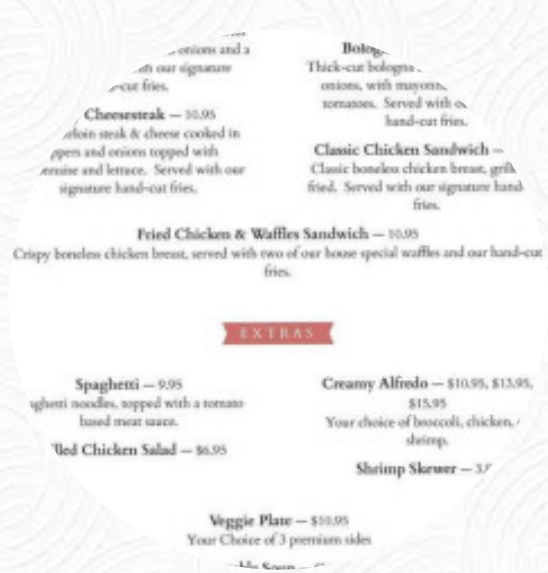 onions and a
our signature
-cut fries.
Cheesesteak — 10.95
steak & cheese cooked in
and onions topped with
and lettuce. Served with our
signature hand-cut fries.
Thick-cut bologna
onions, with
tomatoes. Served with
hand-cut fries.
Classic Chicken Sandwich —
Classic boneless chicken breast,
fried. Served with our signature hand-
fries.
Fried Chicken & Waffles Sandwich — 10.95
Crispy boneless chicken breast, served with two of our house special waffles and our hand-cut
fries.
EXTRAS
Spaghetti — 9.95
noodles, topped with a tomato
based meat sauce.
Chicken Salad — $6.95
Creamy Alfredo — $10.95, $13.95,
$15.95
Your choice of broccoli, chicken,
shrimp.
Shrimp Skewer —
Veggie Plate — $10.95
Your Choice of 3 premium sides
Soup —